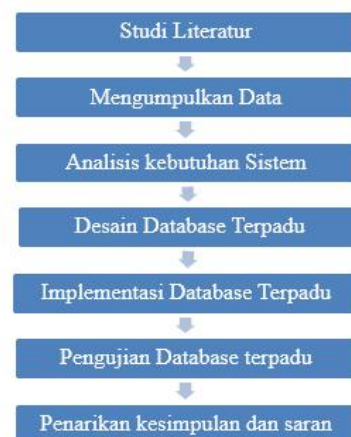 Studi Literatur
Mengumpulkan Data
Analisis kebutuhan Sistem
Desain Database Terpadu
Implementasi Database Terpadu
Pengujian Database terpadu
Penarikan kesimpulan dan saran